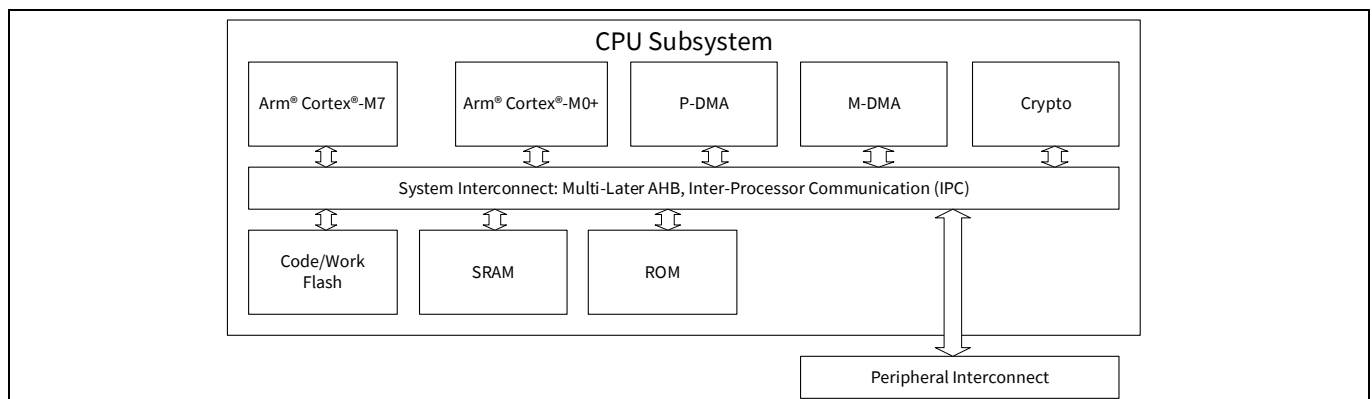 CPU Subsystem
Arm® Cortex®-M7
Arm® Cortex®-M0+
P-DMA
M-DMA
Crypto
System Interconnect: Multi-Later AHB, Inter-Processor Communication (IPC)
Code/Work
Flash
SRAM
ROM
Peripheral Interconnect